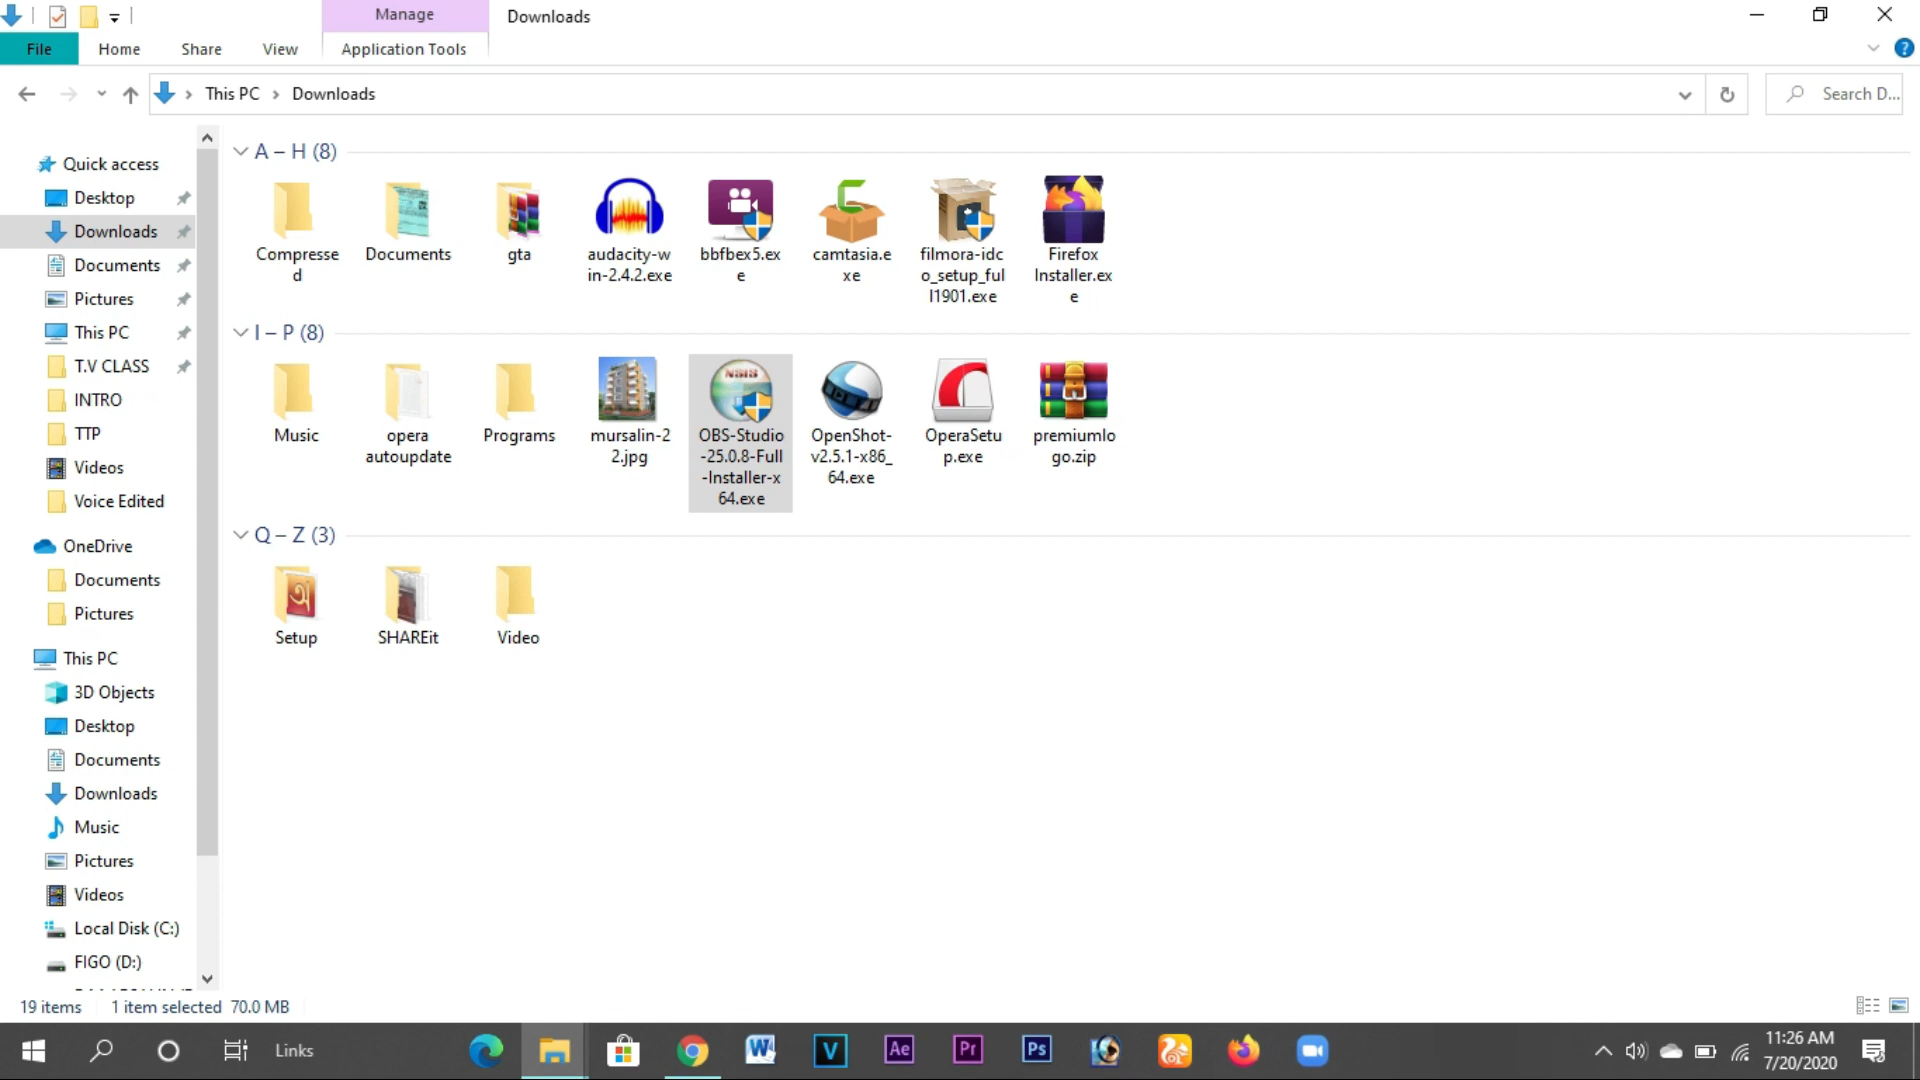 Manage
Downloads
File
Home
Share
View
Application Tools
This PC
Downloads
Search D...
Quick access
Desktop
Downloads
Documents
Pictures
This PC
T.V CLASS
INTRO
TTP
Videos
Voice Edited
OneDrive
Documents
Pictures
This PC
3D Objects
Desktop
Documents
Downloads
Music
Pictures
Videos
Local Disk (C:)
FIGO (D:)
A – H (8)
Compresse
d
Documents
gta
audacity-w
in-2.4.2.exe
bbfbex5.ex
e
camtasia.e
xe
filmora-idc
o_setup_ful
l1901.exe
Firefox
Installer.ex
e
I – P (8)
Music
opera
autoupdate
Programs
mursalin-2
2.jpg
NSIS
OBS-Studio
-25.0.8-Full
-Installer-x
64.exe
OpenShot-
v2.5.1-x86_
64.exe
OperaSetu
p.exe
premiumlo
go.zip
Q – Z (3)
অ
Setup
SHAREit
Video
19 items
1 item selected 70.0 MB
Links
W
V
Ae
Pr
Ps
11:26 AM
7/20/2020